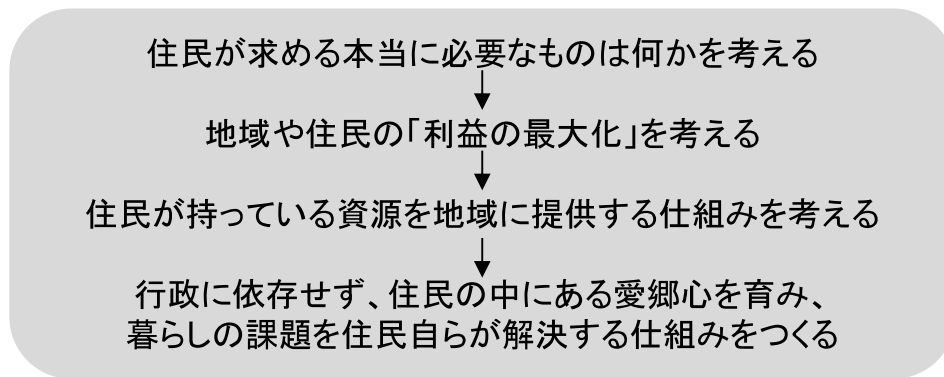 住民が求める本当に必要なものは何かを考える
地域や住民の｢利益の最大化｣を考える
住民が持っている資源を地域に提供する仕組みを考える
行政に依存せず、住民の中にある愛郷心を育み、
暮らしの課題を住民自らが解決する仕組みをつくる